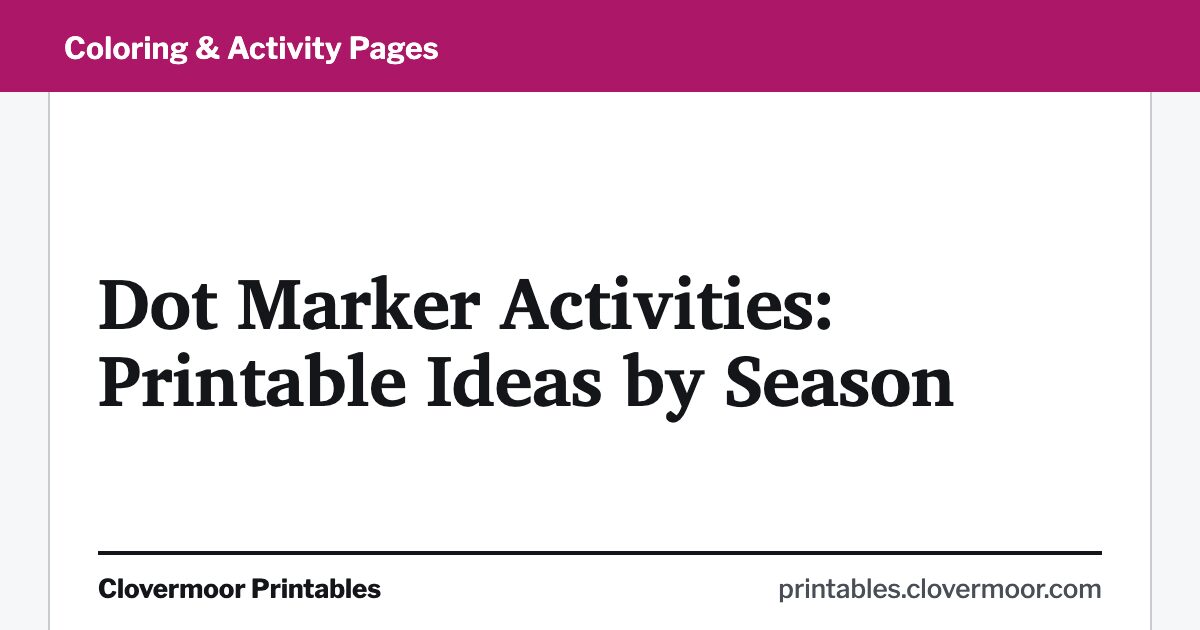 Coloring & Activity Pages
Dot Marker Activities:
Printable Ideas by Season
Clovermoor Printables
printables.clovermoor.com